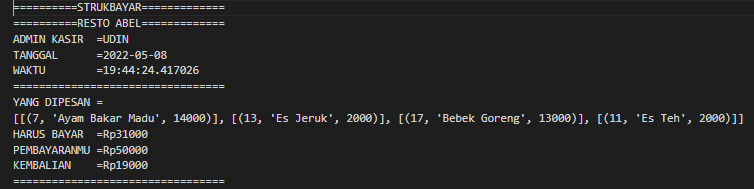 ==========STRUKBAYAR=============
==========RESTO ABEL=============
ADMIN KASIR  =UDIN
TANGGAL      =2022-05-08
WAKTU        =19:44:24.417026
=================================
YANG DIPESAN =
[[(7, 'Ayam Bakar Madu', 14000)], [(13, 'Es Jeruk', 2000)], [(17, 'Bebek Goreng', 13000)], [(11, 'Es Teh', 2000)]]
HARUS BAYAR  =Rp31000
PEMBAYARANMU =Rp50000
KEMBALIAN    =Rp19000
=================================